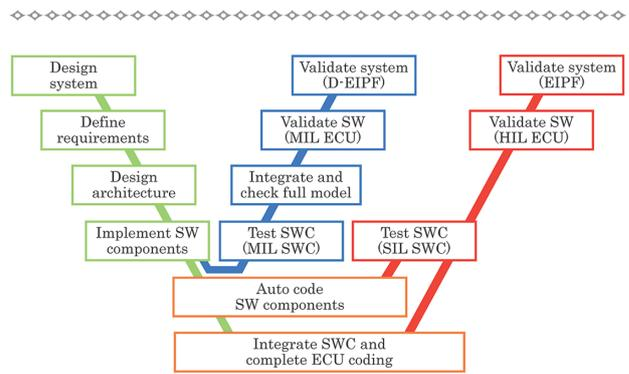 Design
system
Validate system
(D-EIPF)
Validate system
(EIPF)
Define
requirements
Validate SW
(MIL ECU)
Validate SW
(HIL ECU)
Design
architecture
Integrate and
check full model
Implement SW
components
Test SWC
(MIL SWC)
Test SWC
(SIL SWC)
Auto code
SW components
Integrate SWC and
complete ECU coding